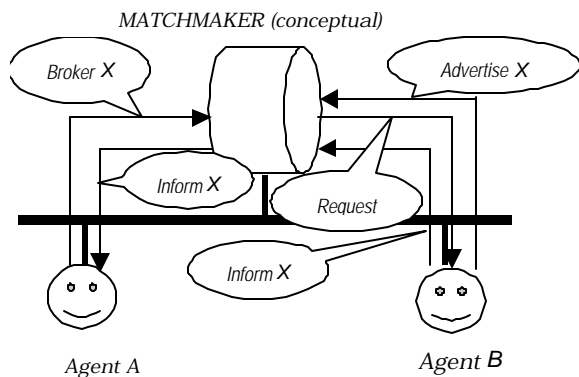 MATCHMAKER (conceptual)
Broker X
Advertise X
Inform X
Request
Inform X
Agent A
Agent B